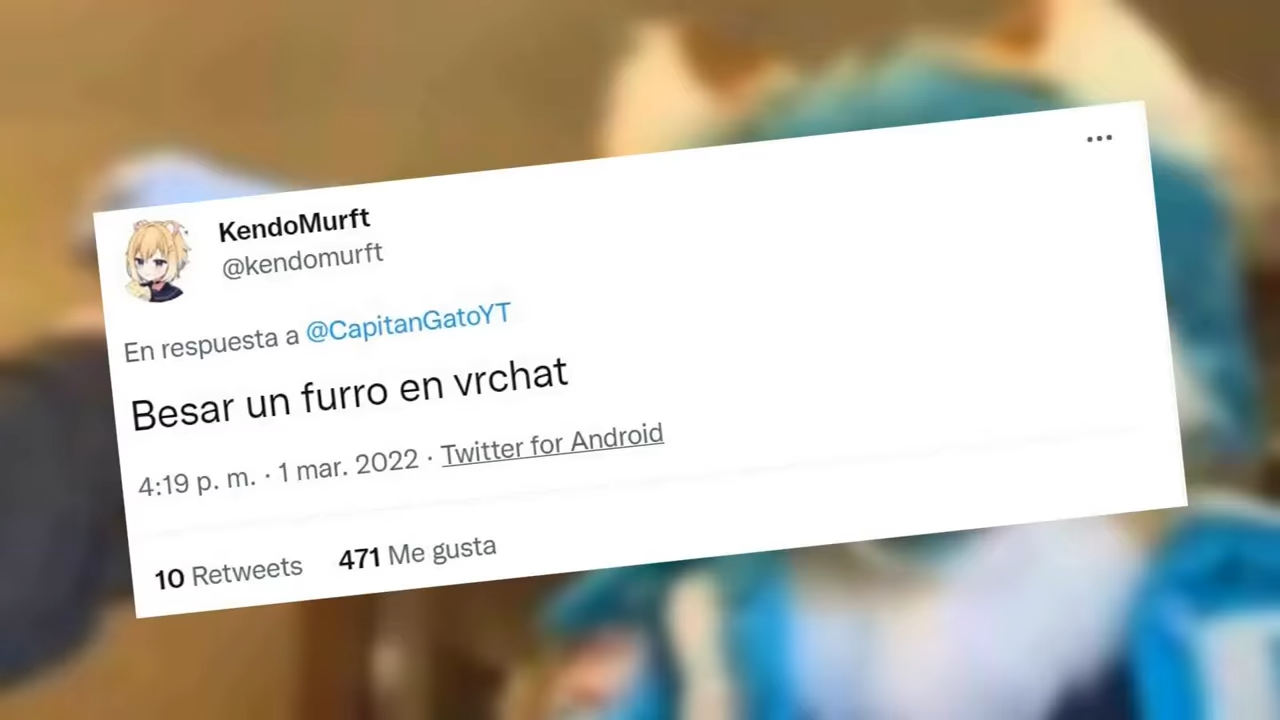 KendoMurft
@kendomurft
En respuesta a @CapitanGatoYT
Besar un furro en vrchat
4:19 p. m. · 1 mar. 2022 · Twitter for Android
10 Retweets 471 Me gusta